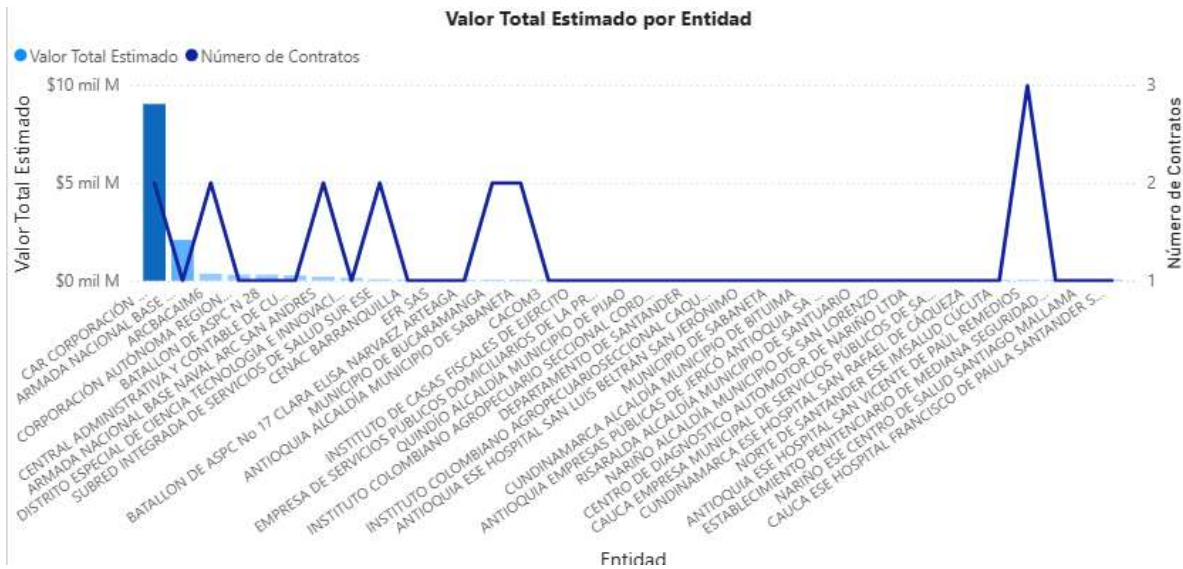 Valor Total Estimado por Entidad
Valor Total Estimado Número de Contratos
$10 mil M
$5 mil M
$0 mil M
Valor Total Estimado
3
2
1
Número de Contratos
CAR CORPORACIÓN ...
ARMADA NACIONAL BASE...
ARCBACAIM6
CORPORACIÓN AUTÓNOMA REGION...
BATALLON DE ASPC N 28
CENTRAL ADMINISTRATIVA Y CONTABLE DE CU...
ARMADA NACIONAL BASE NAVAL ARC SAN ANDRES
DISTRITO ESPECIAL DE CIENCIA TECNOLOGIA E INNOVACI...
SUBRED INTEGRADA DE SERVICIOS DE SALUD SUR ESE
CENAC BARRANQUILLA
EFR SAS
BATALLON DE ASPC No 17 CLARA ELISA NARVAEZ ARTEAGA
MUNICIPIO DE BUCARAMANGA
ANTIOQUIA ALCALDÍA MUNICIPIO DE SABANETA
CACOM3
INSTITUTO DE CASAS FISCALES DE EJERCITO
EMPRESA DE SERVICIOS PÚBLICOS DOMICILIARIOS DE LA PR...
QUINDÍO ALCALDÍA MUNICIPIO DE PIJAO
INSTITUTO COLOMBIANO AGROPECUARIO SECCIONAL CORD...
DEPARTAMENTO DE SANTANDER
INSTITUTO COLOMBIANO AGROPECUARIOSECCIONAL CAQU...
ANTIOQUIA ESE HOSPITAL SAN LUIS BELTRÁN SAN JERÓNIMO
MUNICIPIO DE SABANETA
CUNDINAMARCA ALCALDÍA MUNICIPIO DE BITUIMA
ANTIOQUIA EMPRESAS PÚBLICAS DE JERICÓ ANTIOQUIA SA ...
RISARALDA ALCALDÍA MUNICIPIO DE SANTUARIO
NARIÑO ALCALDÍA MUNICIPIO DE SAN LORENZO
CENTRO DE DIAGNOSTICO AUTOMOTOR DE NARIÑO LTDA
CAUCA EMPRESA MUNICIPAL DE SERVICIOS PÚBLICOS DE SA...
CUNDINAMARCA ESE HOSPITAL SAN RAFAEL DE CÁQUEZA
NORTE DE SANTANDER ESE IMSALUD CÚCUTA
ANTIOQUIA ESE HOSPITAL SAN VICENTE DE PAUL REMEDIOS
ESTABLECIMIENTO PENITENCIARIO DE MEDIANA SEGURIDAD...
NARIÑO ESE CENTRO DE SALUD SANTIAGO MALLAMA
CAUCA ESE HOSPITAL FRANCISCO DE PAULA SANTANDER S...
Entidad